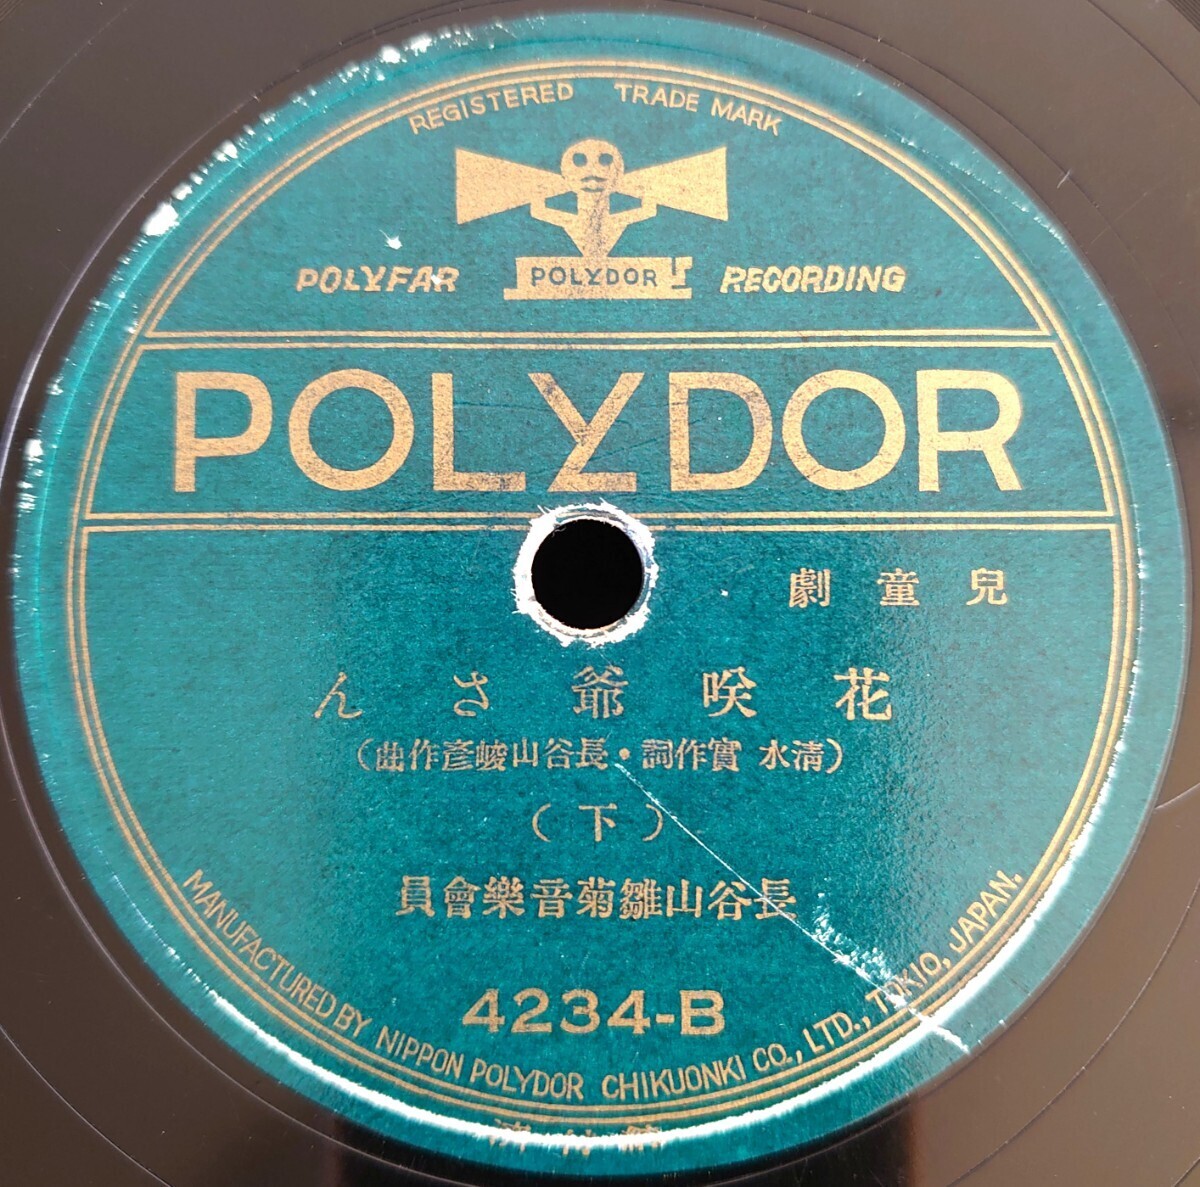 REGISTERED TRADE MARK
POLYFAR POLYDOR RECORDING
POLYDOR
兒童劇
花咲爺さん
（清水 實作詞・長谷山峻彥作曲）
（下）
長谷山雛菊音樂會員
4234-B
MANUFACTURED BY NIPPON POLYDOR CHIKUONKI CO., LTD., TOKIO, JAPAN.